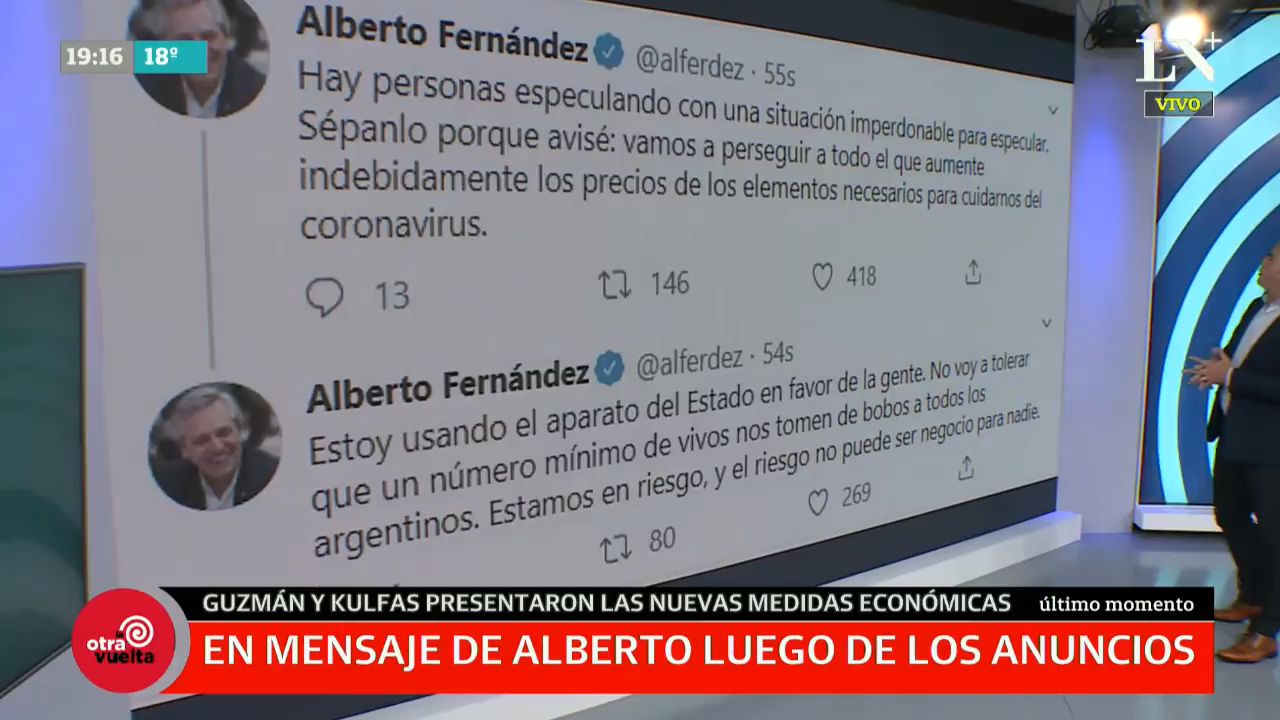 19:16 18º
LN+
VIVO
Alberto Fernández @alferdez · 55s
Hay personas especulando con una situación imperdonable para especular.
Sépanlo porque avisé: vamos a perseguir a todo el que aumente
indebidamente los precios de los elementos necesarios para cuidarnos del
coronavirus.
13 146 418
Alberto Fernández @alferdez · 54s
Estoy usando el aparato del Estado en favor de la gente. No voy a tolerar
que un número mínimo de vivos nos tomen de bobos a todos los
argentinos. Estamos en riesgo, y el riesgo no puede ser negocio para nadie.
80 269
la
otra
vuelta
GUZMÁN Y KULFAS PRESENTARON LAS NUEVAS MEDIDAS ECONÓMICAS último momento
EN MENSAJE DE ALBERTO LUEGO DE LOS ANUNCIOS